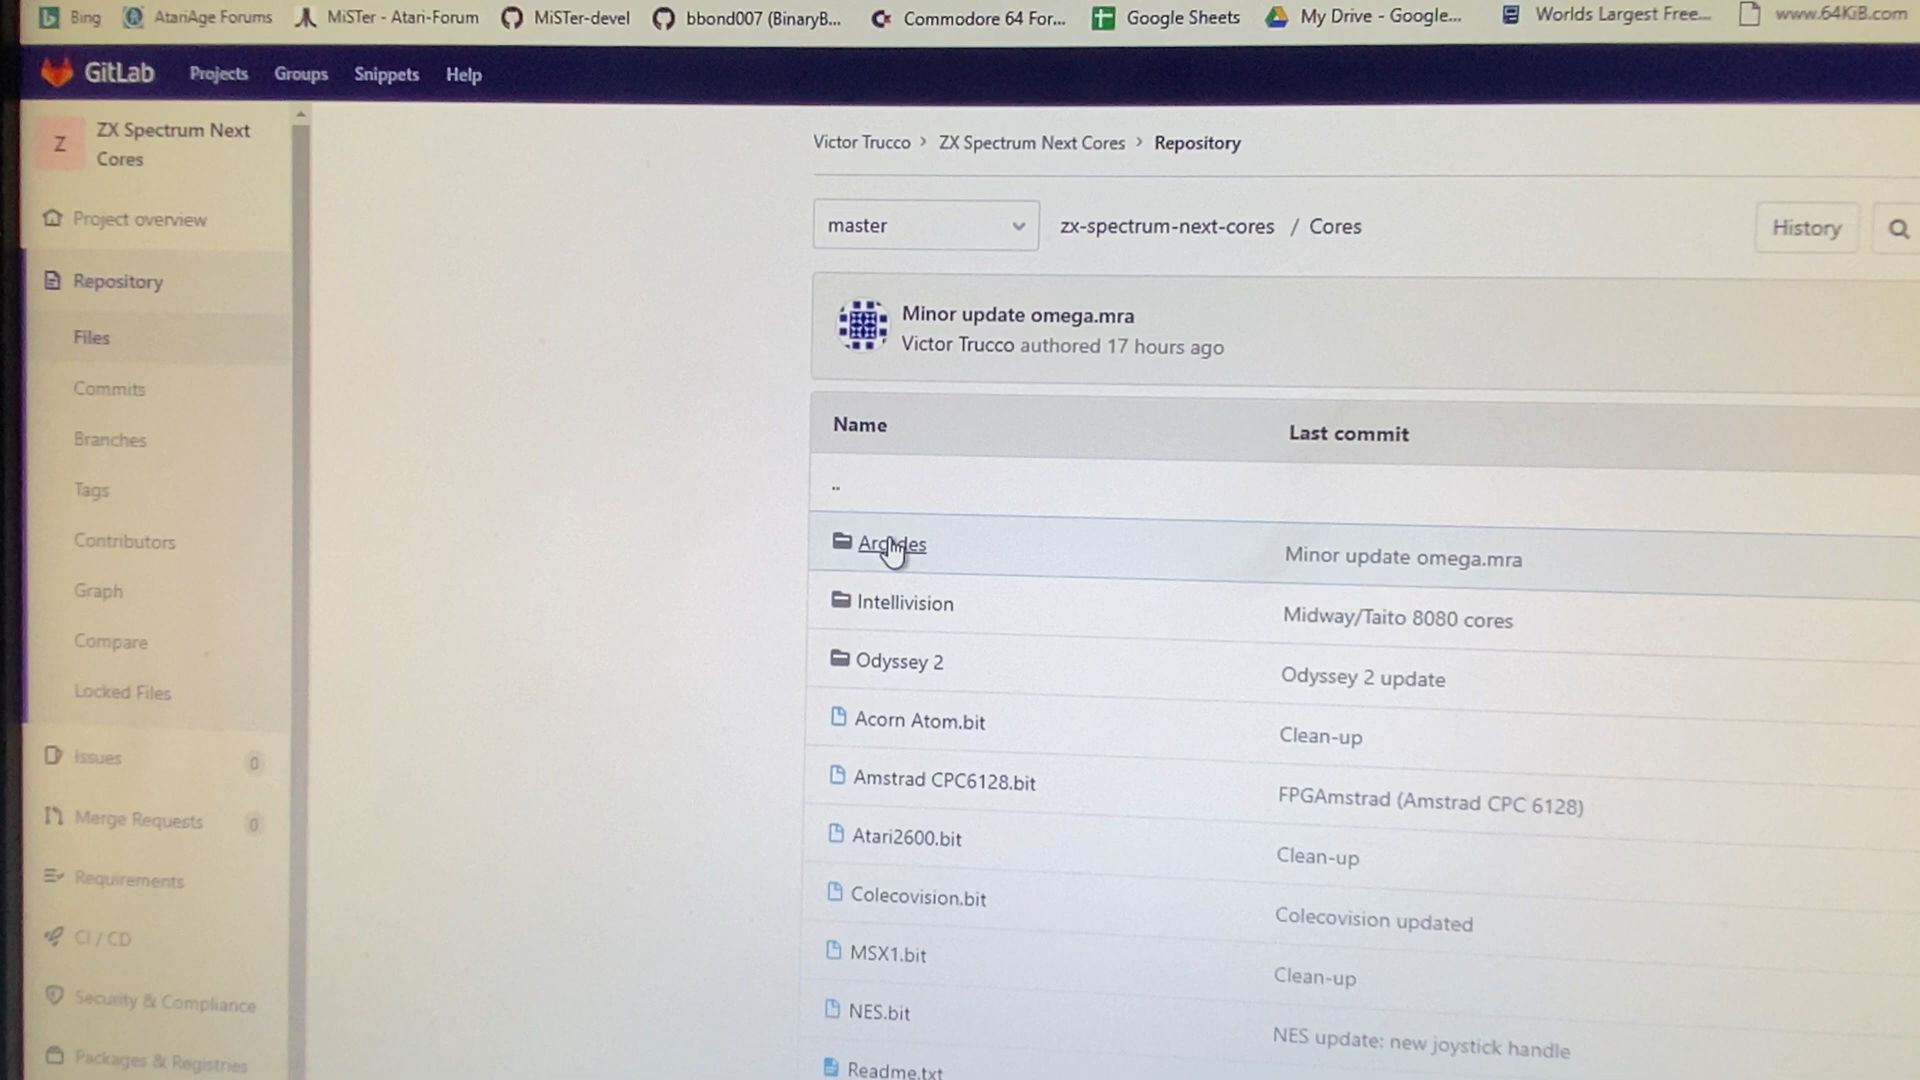 Bing AtariAge Forums MiSTer - Atari-Forum MiSTer-devel bbond007 (BinaryB... Commodore 64 For... Google Sheets My Drive - Google... Worlds Largest Free... www.64KiB.com
GitLab Projects Groups Snippets Help
Z ZX Spectrum Next
Cores
Project overview
Repository
Files
Commits
Branches
Tags
Contributors
Graph
Compare
Locked Files
Issues 0
Merge Requests 0
Requirements
CI / CD
Security & Compliance
Packages & Registries
Victor Trucco > ZX Spectrum Next Cores > Repository
master zx-spectrum-next-cores / Cores History
Minor update omega.mra
Victor Trucco authored 17 hours ago
Name Last commit
..
Minor update omega.mra
Intellivision Midway/Taito 8080 cores
Odyssey 2 Odyssey 2 update
Acorn Atom.bit Clean-up
Amstrad CPC6128.bit FPGAmstrad (Amstrad CPC 6128)
Atari2600.bit Clean-up
Colecovision.bit Colecovision updated
MSX1.bit Clean-up
NES.bit NES update: new joystick handle
Readme.txt